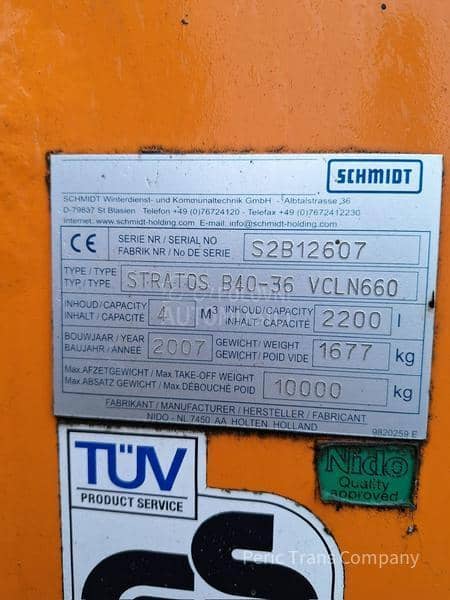 SCHMIDT
SCHMIDT Winterdienst- und Kommunaltechnik GmbH - Albtalstrasse 36
D-79837 St Blasien Telefon +49 (0)76724120 - Telefax +49 (0)7672412230
Internet: www.schmidt-holding.com E-mail: info@schmidt-holding.com
CE SERIE NR / SERIAL NO
FABRIK NR / No DE SERIE S2B12607
TYPE / TYPE
TYP / TYPE: STRATOS B40-36 VCLN660
INHOUD/CAPACITY
INHALT / CAPACITE 4 M³ INHOUD/CAPACITY
INHALT / CAPACITE 2200 l
BOUWJAAR / YEAR
BAUJAHR / ANNEE 2007 GEWICHT / WEIGHT
GEWICHT / POID VIDE 1677 kg
Max.AFZETGEWICHT / Max.TAKE-OFF WEIGHT
Max.ABSATZ GEWICHT / Max DÉBOUCHÉ POID 10000 kg
FABRIKANT / MANUFACTURER / HERSTELLER / FABRICANT
NIDO - NL 7450 AA HOLTEN HOLLAND
9820259 E
TÜV
PRODUCT SERVICE
Nido
Quality
approved
GS
Peric Trans Company